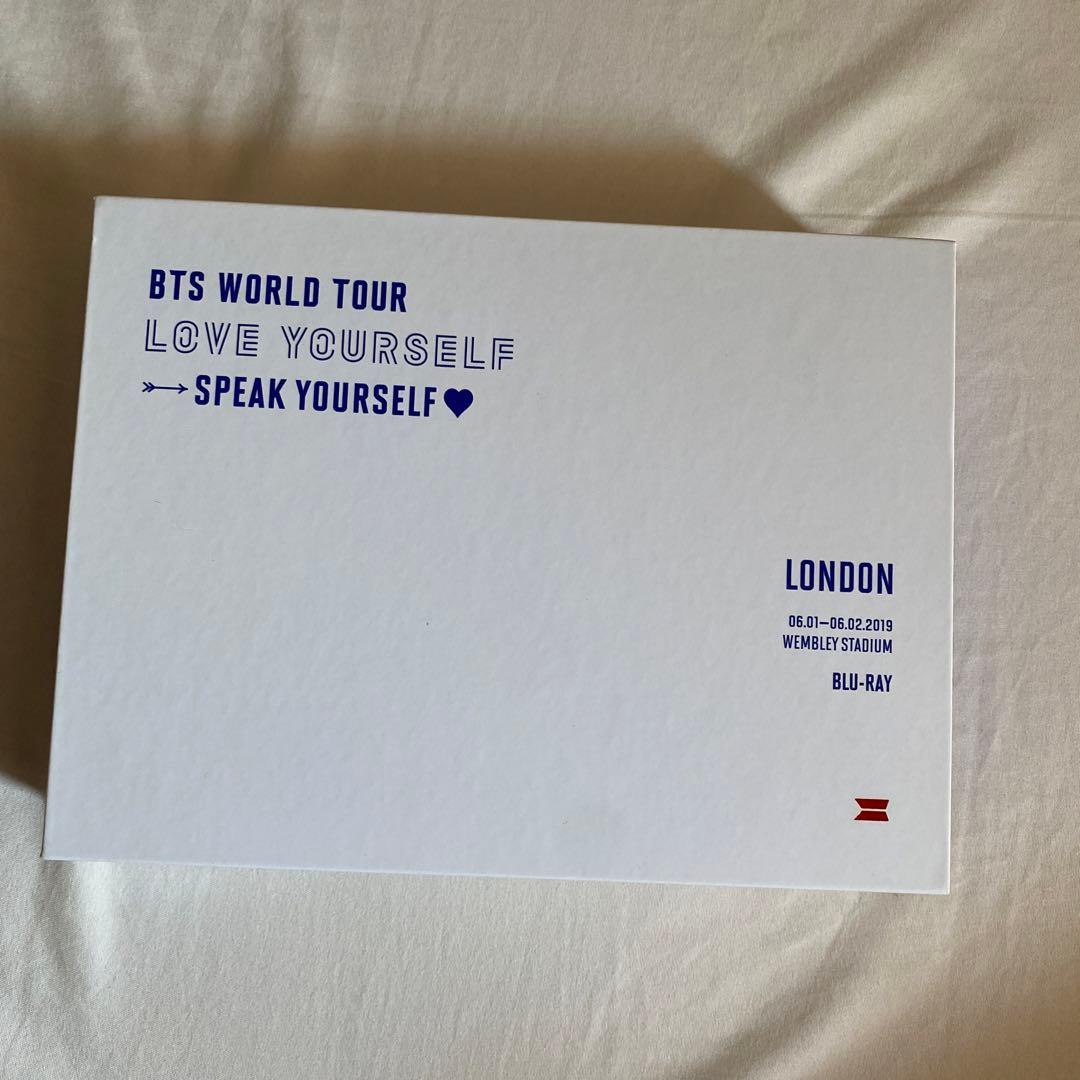 BTS WORLD TOUR
LOVE YOURSELF
SPEAK YOURSELF
LONDON
06.01—06.02.2019
WEMBLEY STADIUM
BLU-RAY